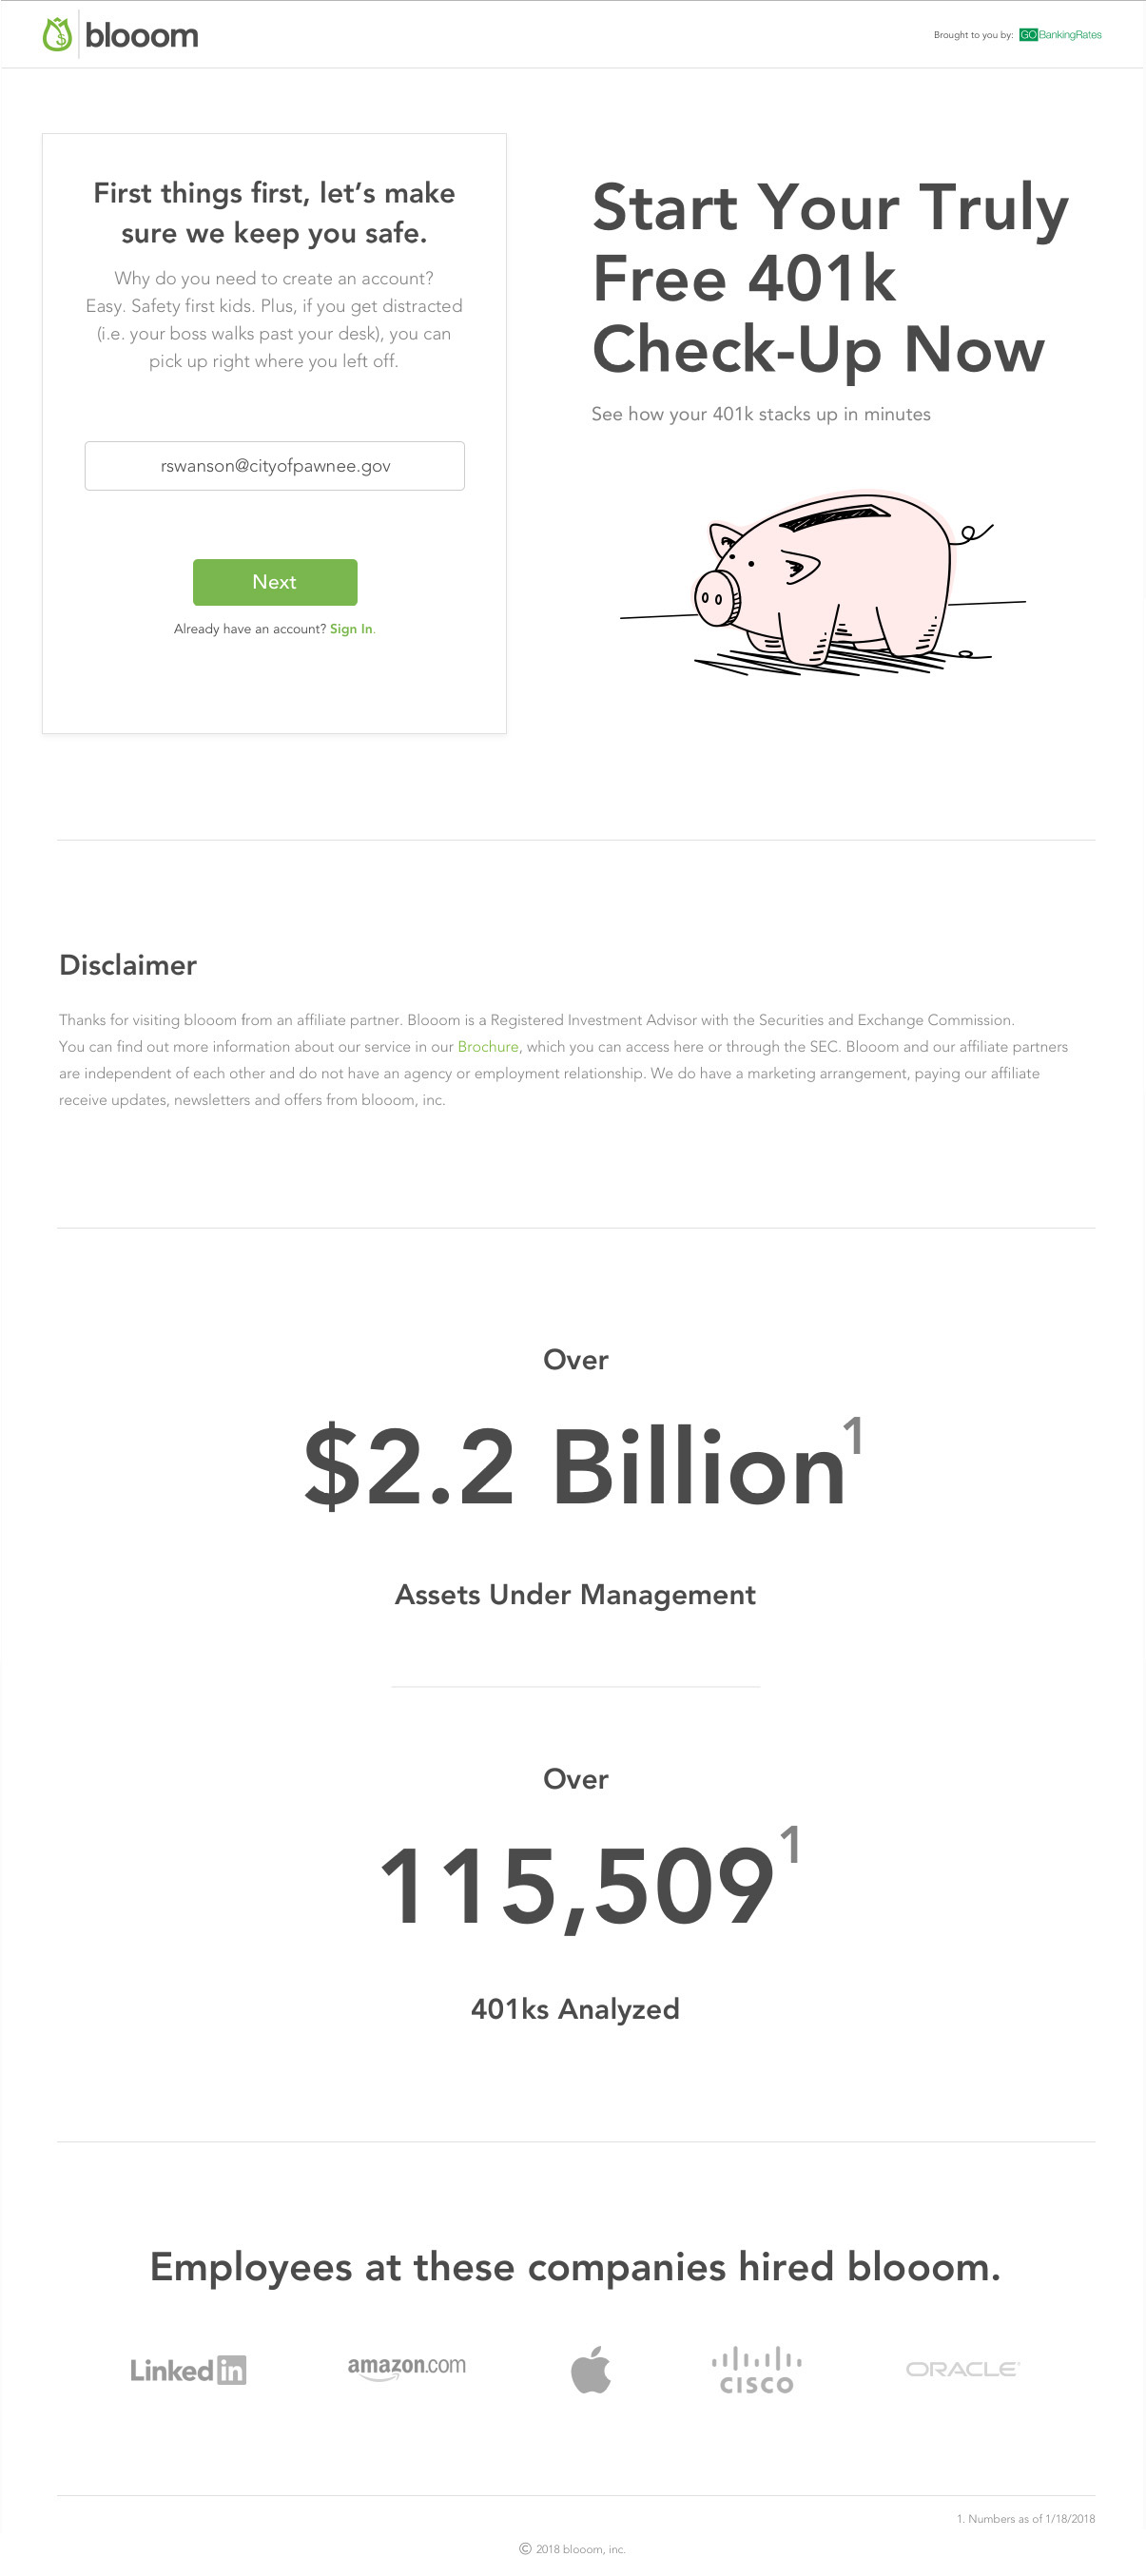 blooom
Brought to you by: GOBankingRates
First things first, let’s make
sure we keep you safe.
Why do you need to create an account?
Easy. Safety first kids. Plus, if you get distracted
(i.e. your boss walks past your desk), you can
pick up right where you left off.
rswanson@cityofpawnee.gov
Next
Already have an account? Sign In.
Start Your Truly
Free 401k
Check-Up Now
See how your 401k stacks up in minutes
Disclaimer
Thanks for visiting blooom from an affiliate partner. Blooom is a Registered Investment Advisor with the Securities and Exchange Commission.
You can find out more information about our service in our Brochure, which you can access here or through the SEC. Blooom and our affiliate partners
are independent of each other and do not have an agency or employment relationship. We do have a marketing arrangement, paying our affiliate
receive updates, newsletters and offers from blooom, inc.
Over
$2.2 Billion1
Assets Under Management
Over
115,5091
401ks Analyzed
Employees at these companies hired blooom.
Linked in
amazon.com
CISCO
ORACLE
1. Numbers as of 1/18/2018
© 2018 blooom, inc.